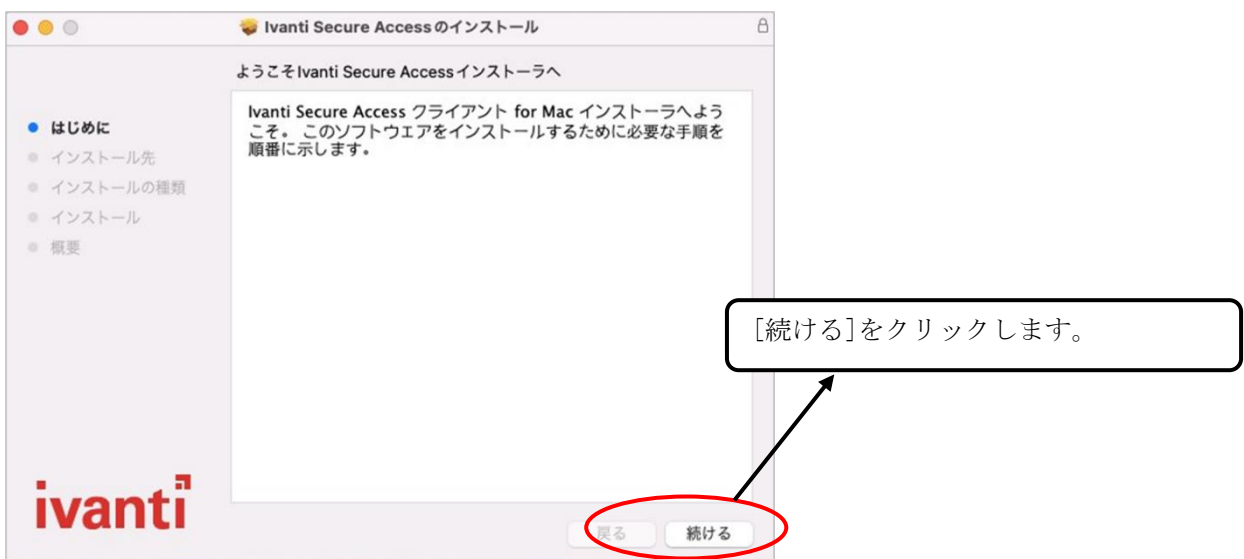 Ivanti Secure Accessのインストール
ようこそIvanti Secure Accessインストーラへ
はじめに
インストール先
インストールの種類
インストール
概要
Ivanti Secure Access クライアント for Mac インストーラへよう
こそ。 このソフトウエアをインストールするために必要な手順を
順番に示します。
[続ける]をクリックします。
ivanti
戻る
続ける